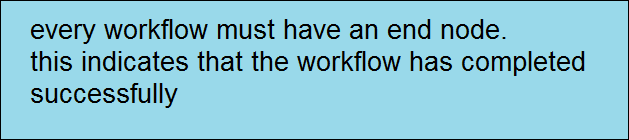 every workflow must have an end node.
this indicates that the workflow has completed
successfully